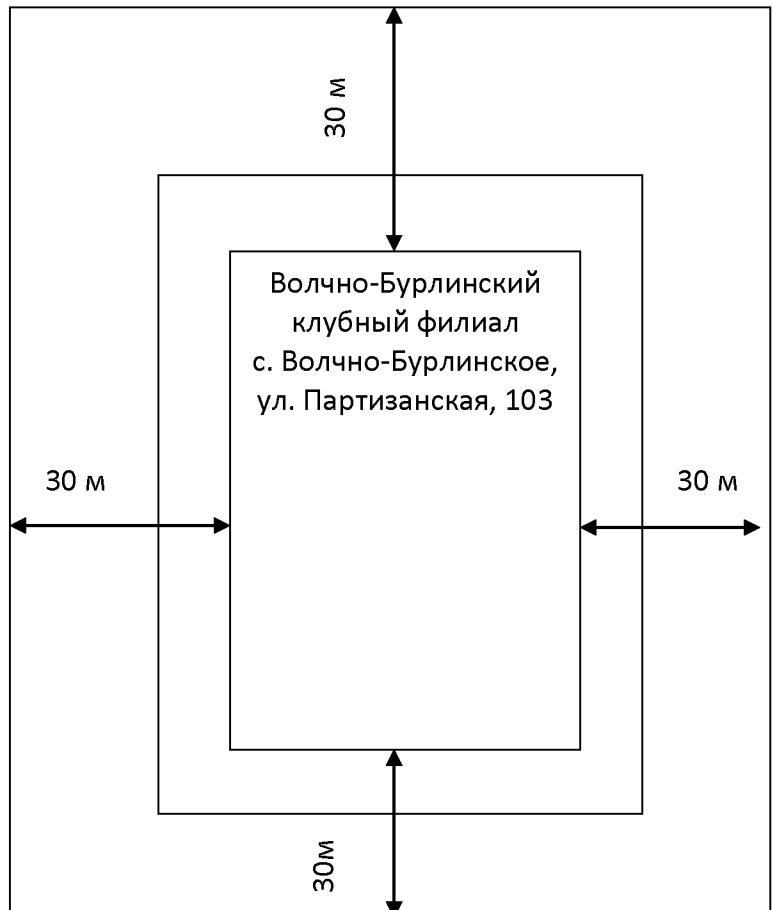 30 м
Волчно-Бурлинский
клубный филиал
с. Волчно-Бурлинское,
ул. Партизанская, 103
30 м
30 м
30м